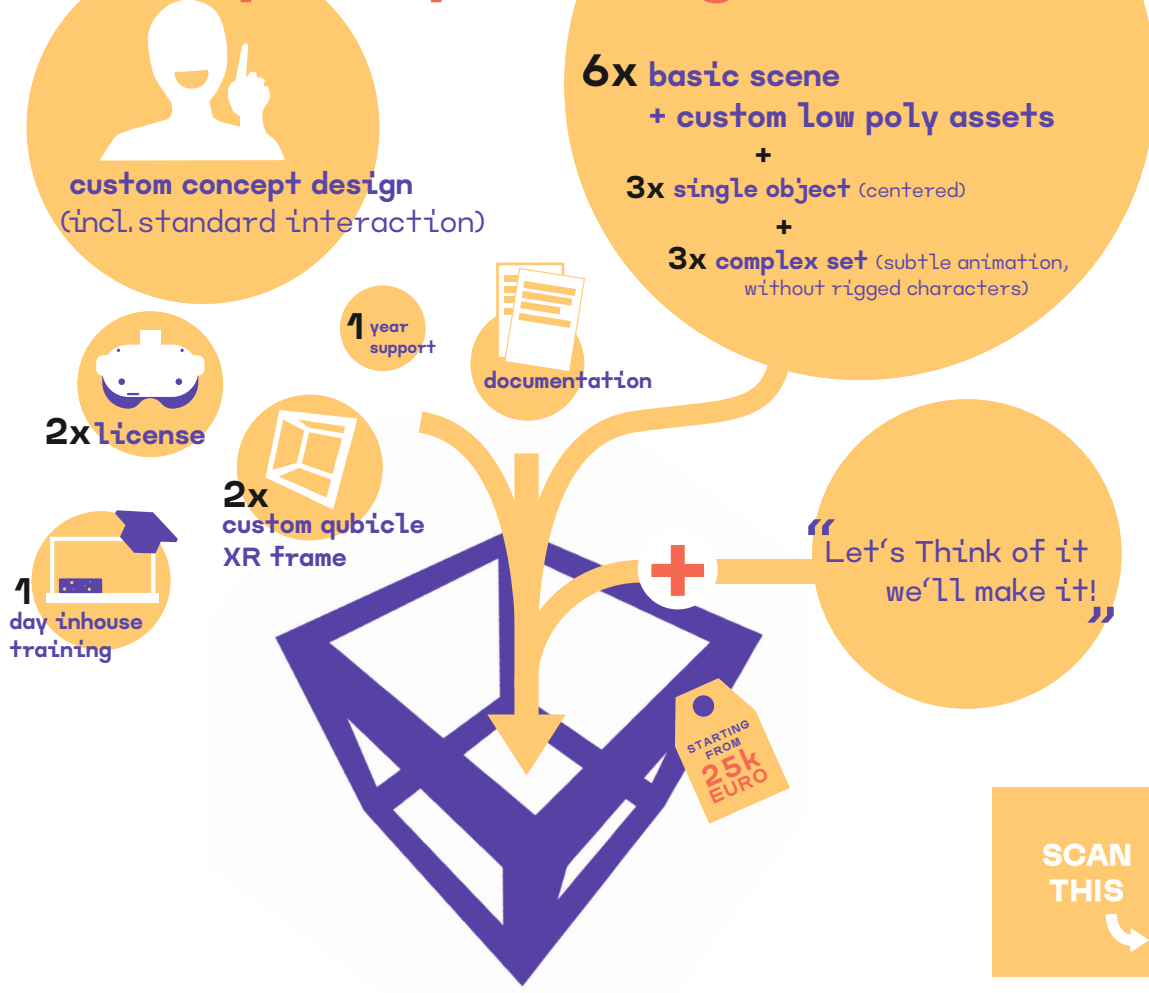 6x basic scene
+ custom low poly assets
+
3x single object (centered)
+
3x complex set (subtle animation,
without rigged characters)
custom concept design
(incl. standard interaction)
1 year
support
documentation
2x license
2x
custom qubicle
XR frame
1
day inhouse
training
“Let‘s Think of it
we‘ll make it!”
STARTING
FROM
25k
EURO
SCAN
THIS